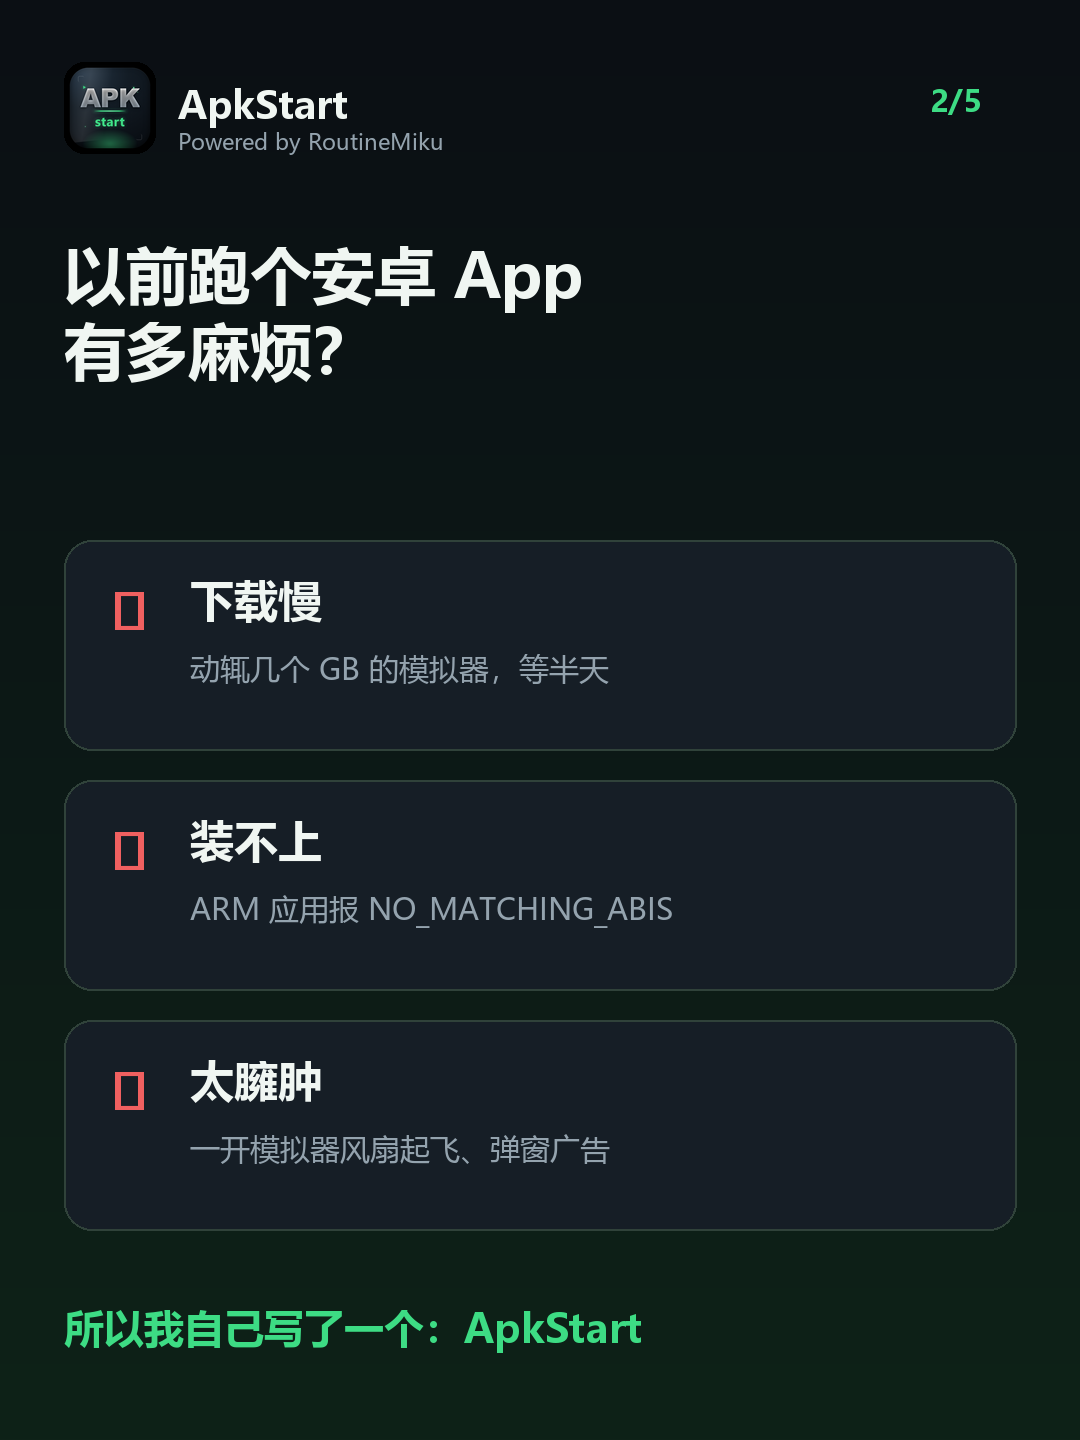 APK
start
ApkStart
Powered by RoutineMiku
2/5
以前跑个安卓 App
有多麻烦?
下载慢
动辄几个 GB 的模拟器，等半天
装不上
ARM 应用报 NO_MATCHING_ABIS
太臃肿
一开模拟器风扇起飞、弹窗广告
所以我自己写了一个：ApkStart